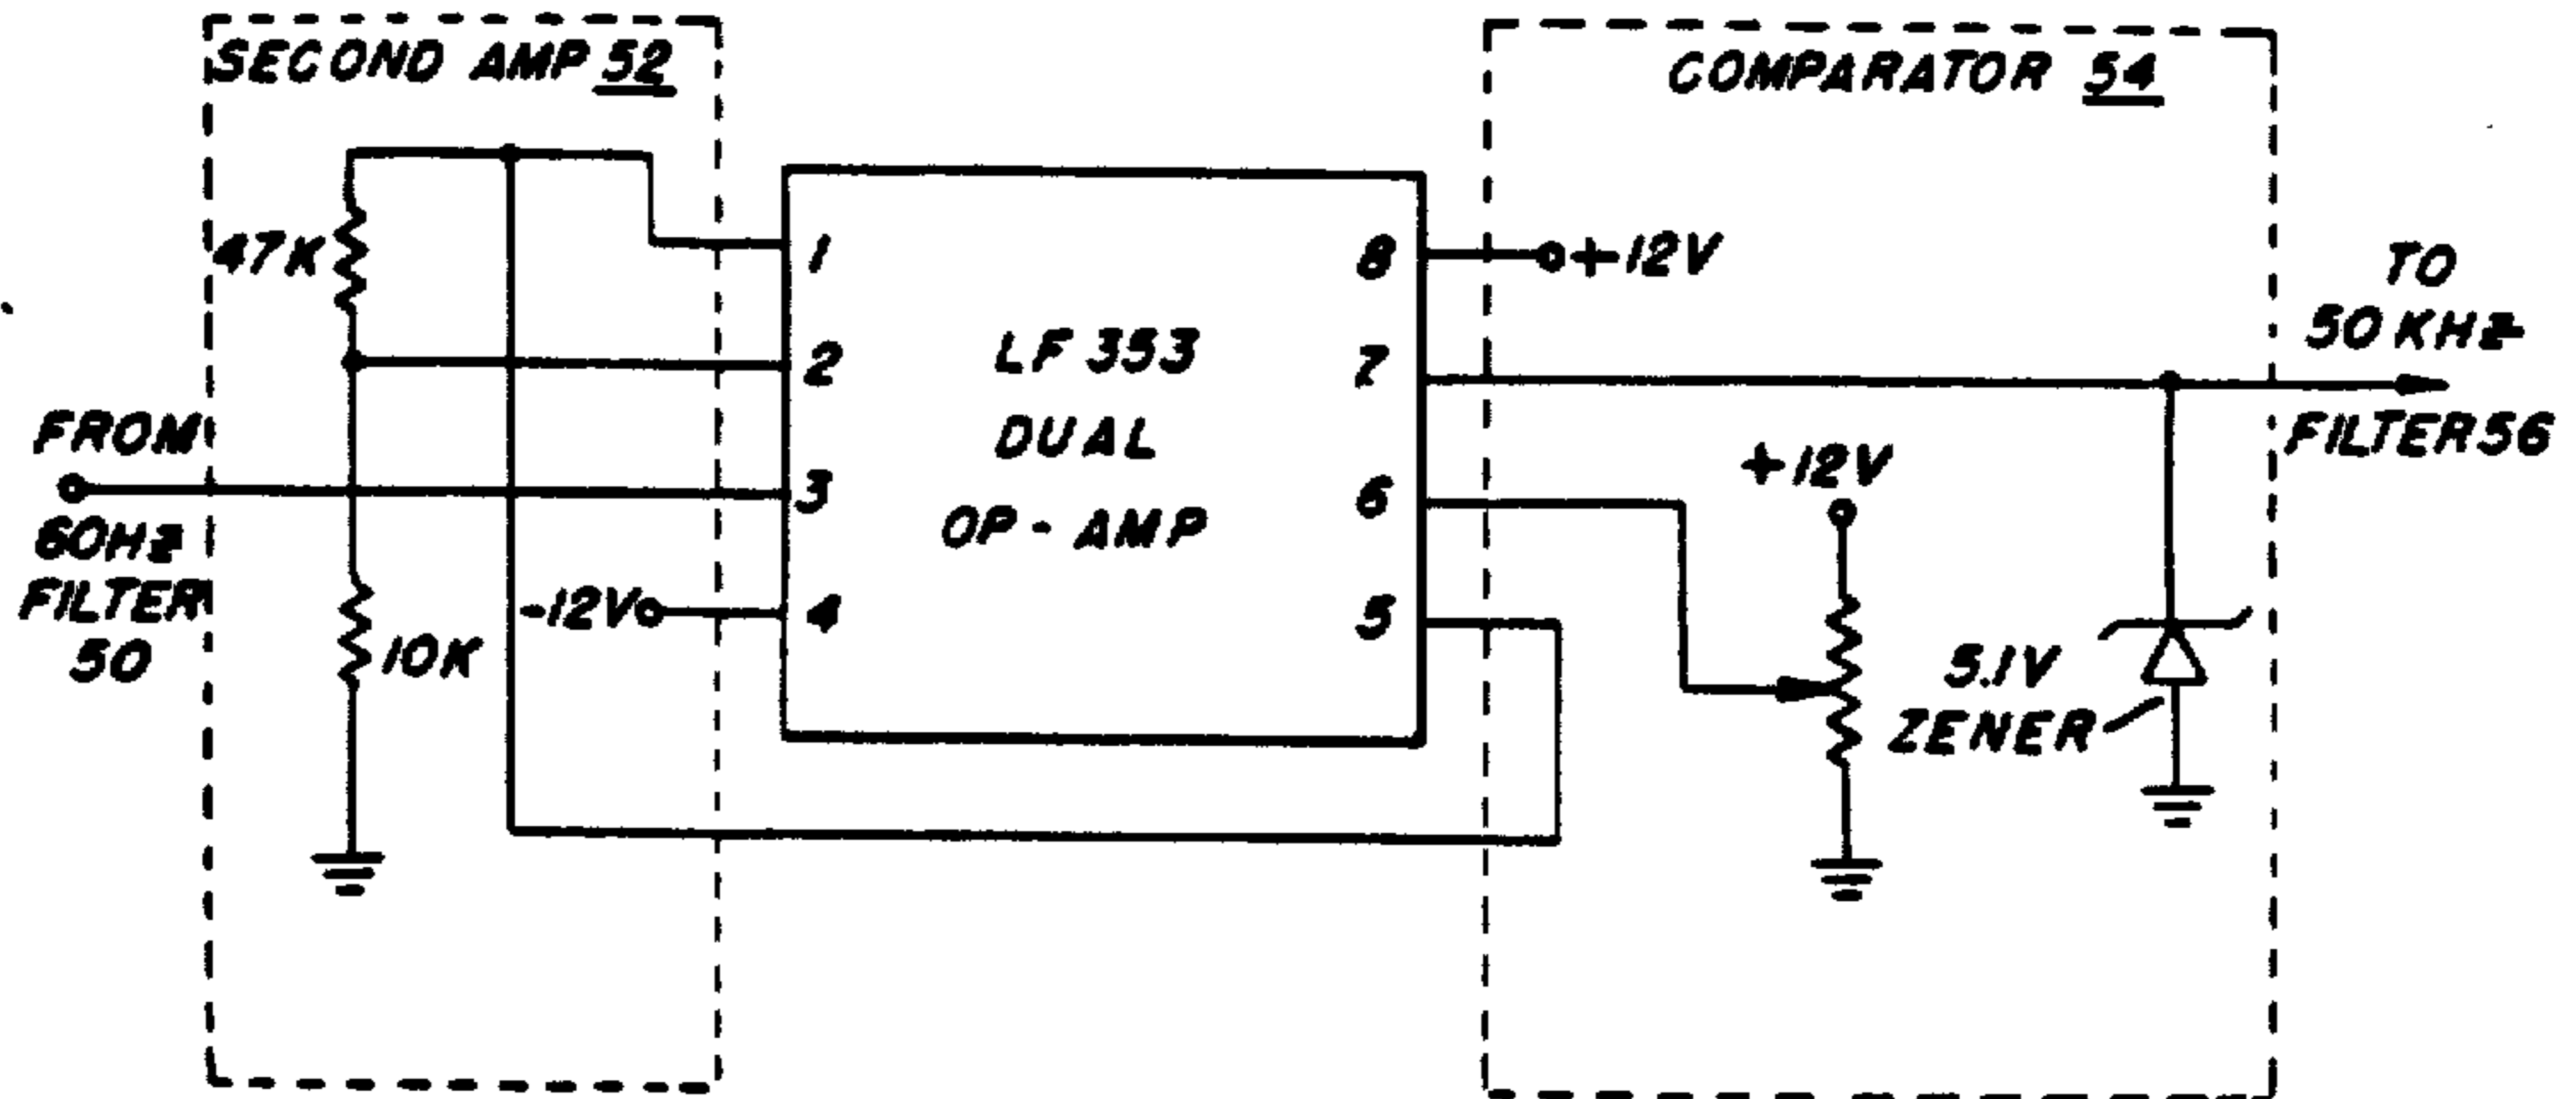 SECOND AMP 52
COMPARATOR 54
47K
1
2
3
4
LF 353
DUAL
OP-AMP
8
7
6
5
+12V
TO
50 KHz
FILTER 56
FROM
60Hz
FILTER
50
-12V
10K
+12V
5.1V
ZENER